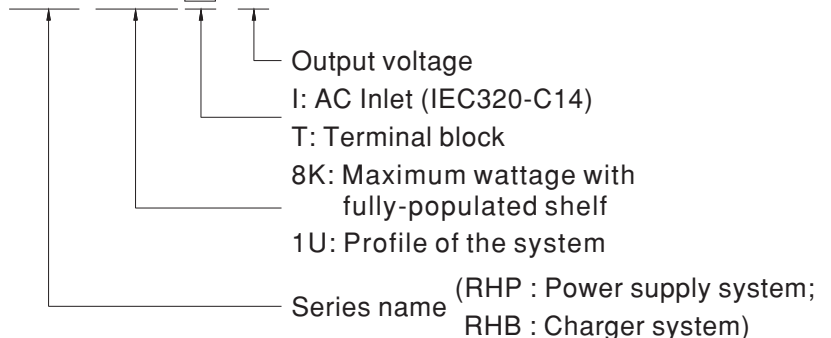 Output voltage
I: AC Inlet (IEC320-C14)
T: Terminal block
8K: Maximum wattage with
fully-populated shelf
1U: Profile of the system
Series name (RHP : Power supply system;
RHB : Charger system)